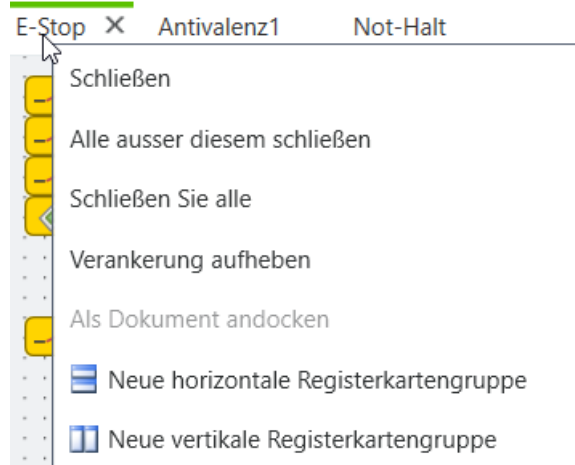 E-Stop Antivalenz1 Not-Halt
Schließen
Alle ausser diesem schließen
Schließen Sie alle
Verankerung aufheben
Als Dokument andocken
Neue horizontale Registerkartengruppe
Neue vertikale Registerkartengruppe